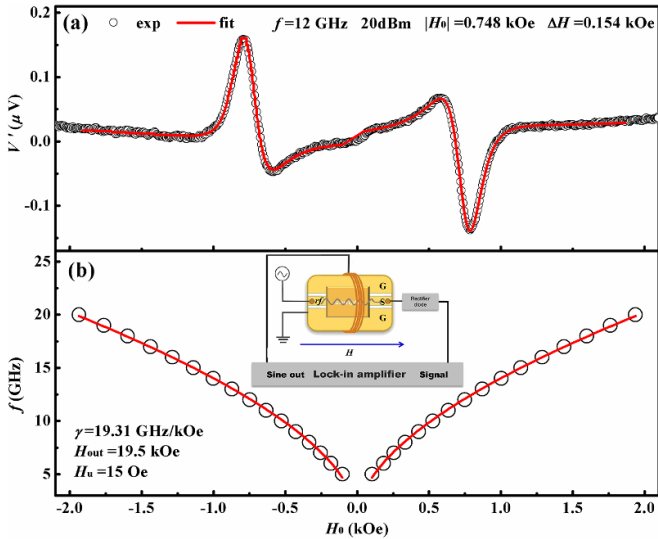 (a) ○ exp — fit f=12 GHz 20dBm |H₀|=0.748 kOe ΔH=0.154 kOe
0.2
0.1
0.0
-0.1
V ' (μ V)
(b)
25
20
15
10
5
f (GHz)
G
rf S
G
Rectifier diode
H
Sine out Lock-in amplifier Signal
γ=19.31 GHz/kOe
Hout=19.5 kOe
Hu=15 Oe
-2.0 -1.5 -1.0 -0.5 0.0 0.5 1.0 1.5 2.0
H₀ (kOe)